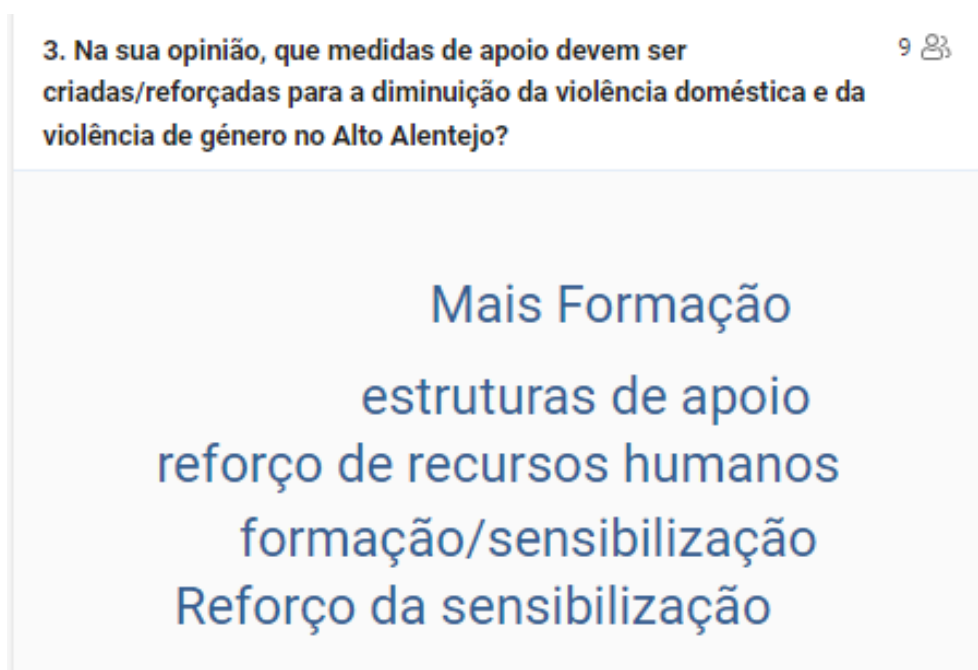 3. Na sua opinião, que medidas de apoio devem ser
criadas/reforçadas para a diminuição da violência doméstica e da
violência de género no Alto Alentejo?
9
Mais Formação
estruturas de apoio
reforço de recursos humanos
formação/sensibilização
Reforço da sensibilização